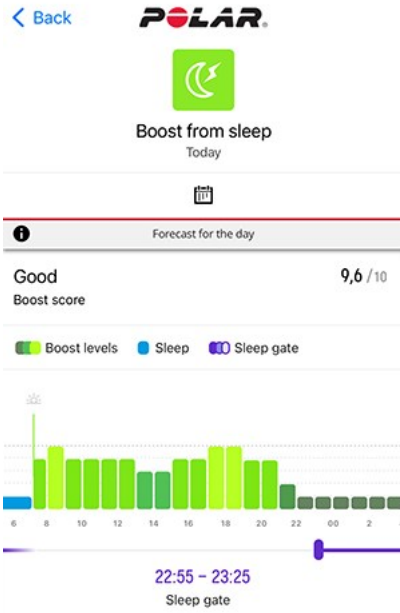 Back
POLAR.
Boost from sleep
Today
Forecast for the day
Good
9,6 /10
Boost score
Boost levels Sleep Sleep gate
6 8 10 12 14 16 18 20 22 00 2
22:55 – 23:25
Sleep gate